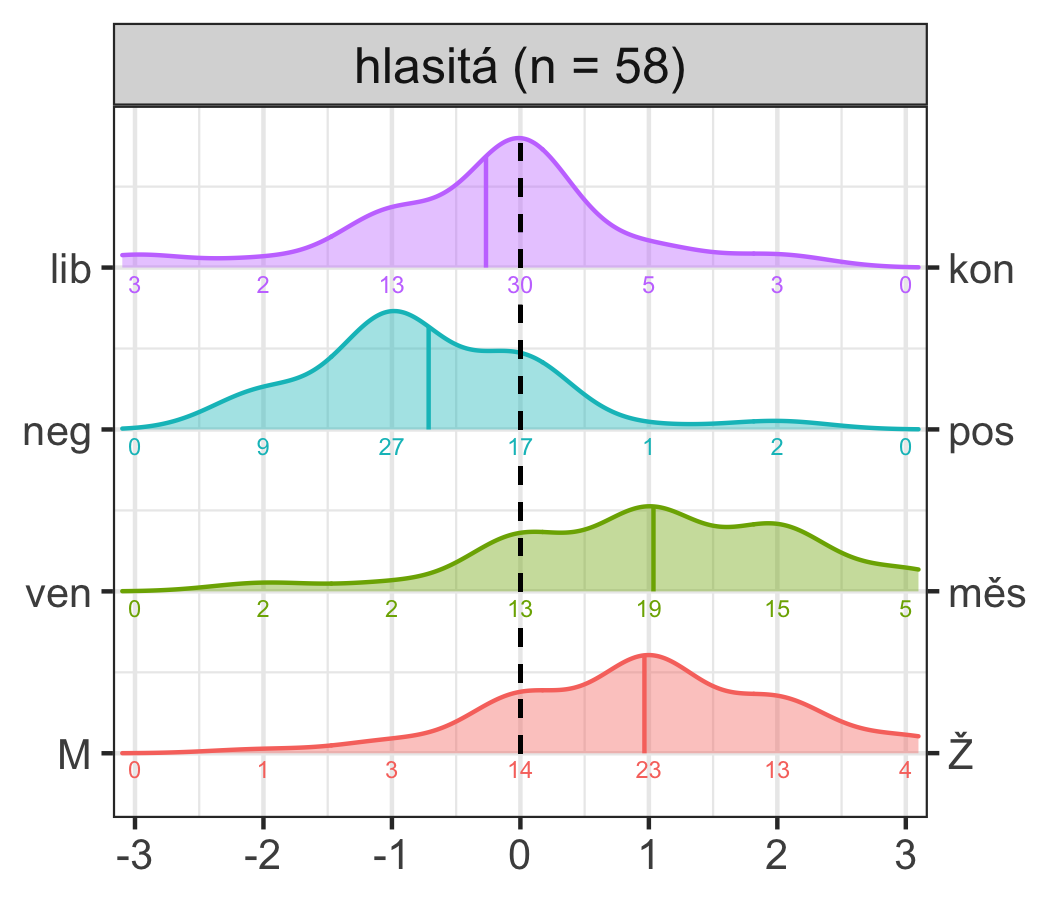 hlasitá (n = 58)
lib kon
3 2 13 30 5 3 0
neg pos
0 9 27 17 1 2 0
ven měs
0 2 2 13 19 15 5
M Ž
0 1 3 14 23 13 4
-3 -2 -1 0 1 2 3